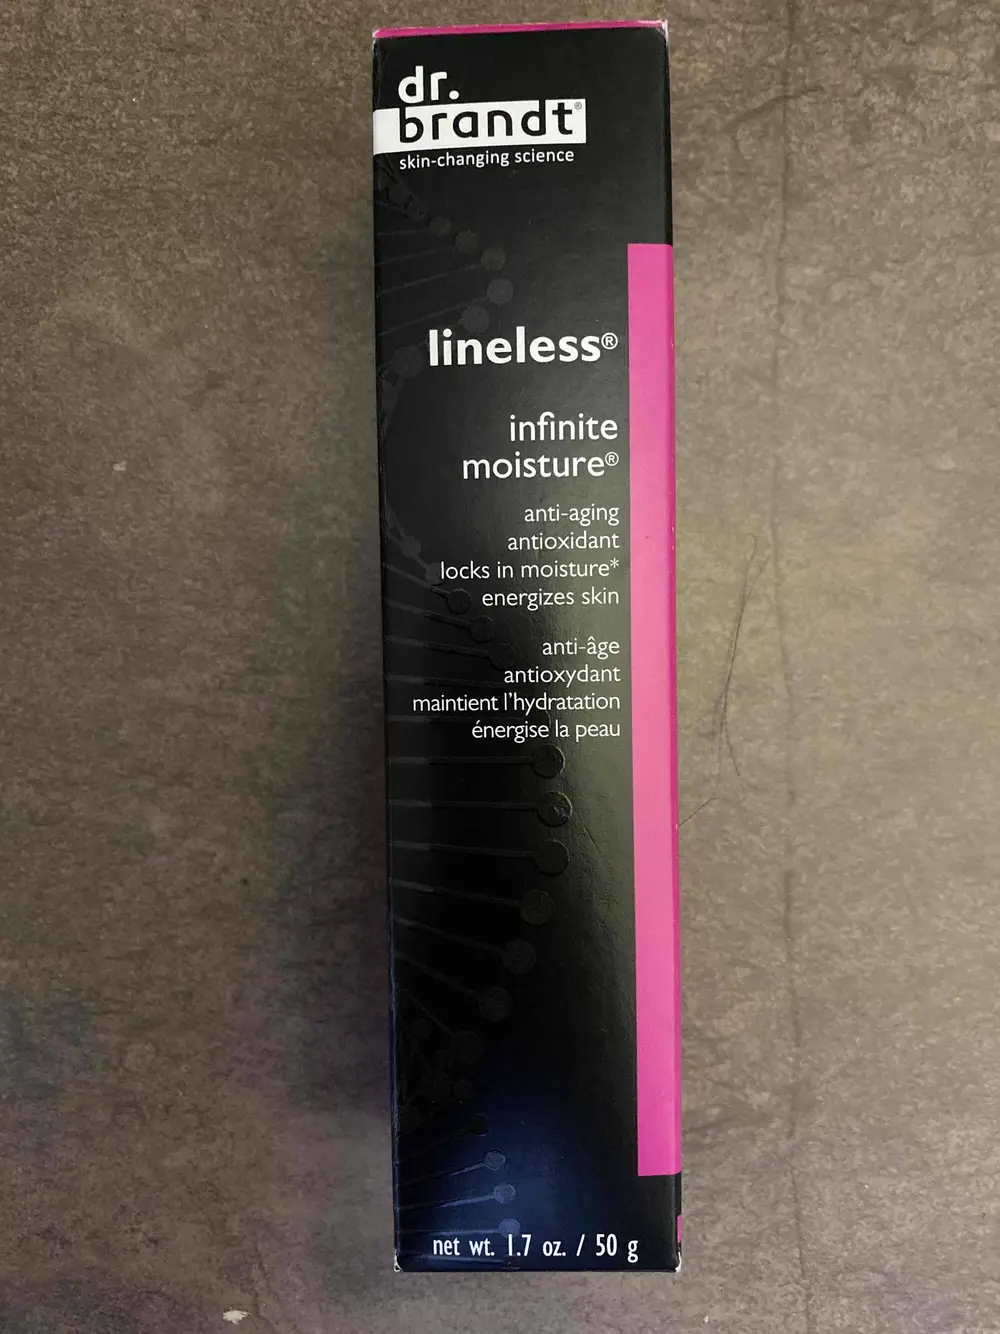 dr.
brandt®
skin-changing science
lineless®
infinite
moisture®
anti-aging
antioxidant
locks in moisture*
energizes skin
anti-âge
antioxydant
maintient l'hydratation
énergise la peau
net wt. 1.7 oz. / 50 g